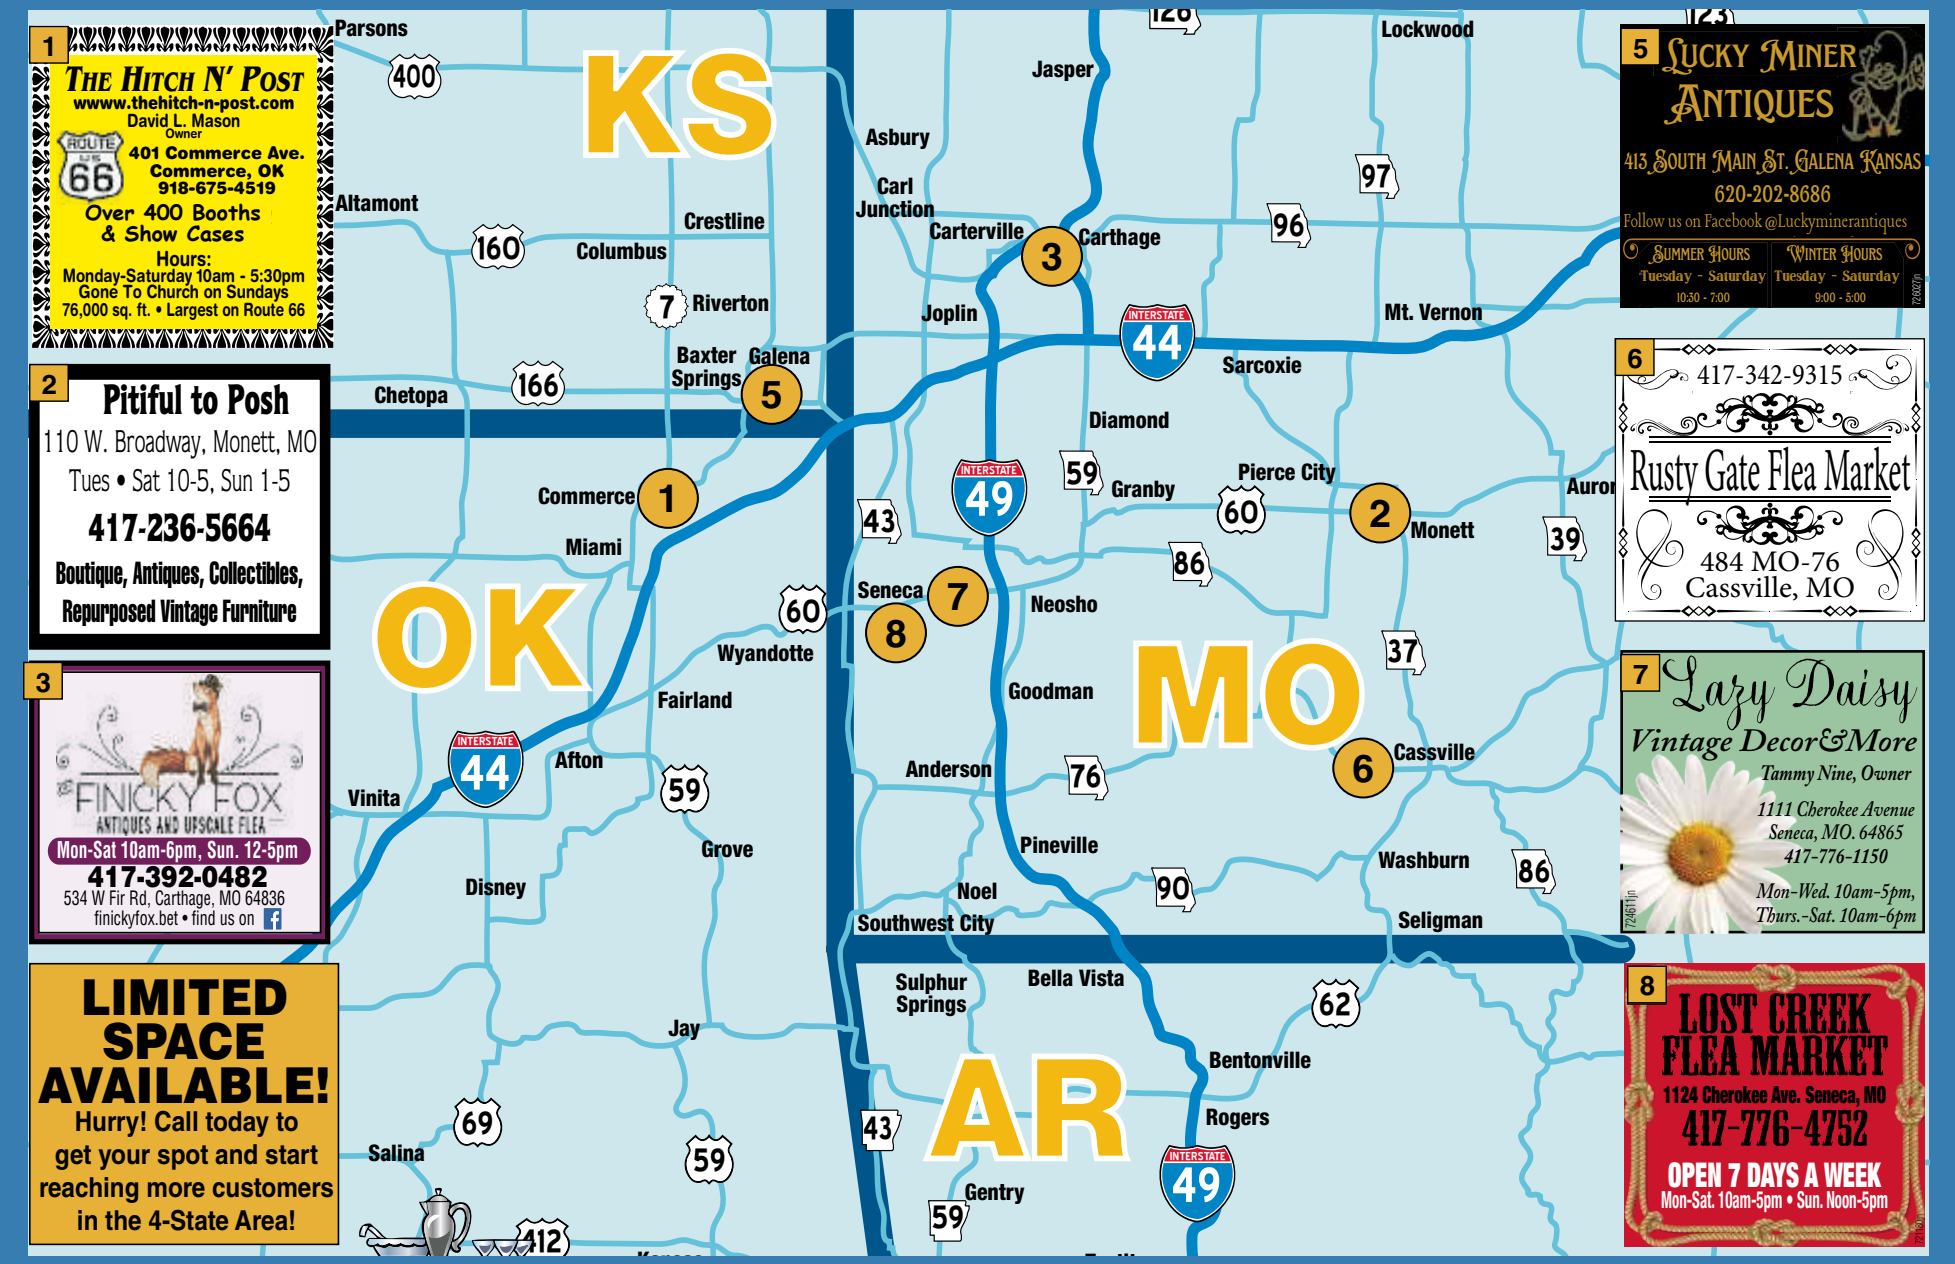 1
THE HITCH N' POST
wwww.thehitch-n-post.com
David L. Mason
Owner
ROUTE
US
66
401 Commerce Ave.
Commerce, OK
918-675-4519
Over 400 Booths
& Show Cases
Hours:
Monday-Saturday 10am - 5:30pm
Gone To Church on Sundays
76,000 sq. ft. • Largest on Route 66
2
Pitiful to Posh
110 W. Broadway, Monett, MO
Tues • Sat 10-5, Sun 1-5
417-236-5664
Boutique, Antiques, Collectibles,
Repurposed Vintage Furniture
3
THE
FINICKY FOX
ANTIQUES AND UPSCALE FLEA
Mon-Sat 10am-6pm, Sun. 12-5pm
417-392-0482
534 W Fir Rd, Carthage, MO 64836
finickyfox.bet • find us on f
LIMITED
SPACE
AVAILABLE!
Hurry! Call today to
get your spot and start
reaching more customers
in the 4-State Area!
Parsons
400
KS
126
Lockwood
123
Jasper
Asbury
97
Carl
Junction
Altamont
Crestline
160
Columbus
Carterville
3
Carthage
96
7
Riverton
Joplin
INTERSTATE
44
Mt. Vernon
Baxter
Springs
Galena
5
Sarcoxie
166
Chetopa
Diamond
INTERSTATE
49
59
Granby
Pierce City
60
2
Monett
Auror
39
Commerce
1
43
Miami
86
OK
60
Seneca
7
8
Neosho
Wyandotte
MO
37
Fairland
Goodman
INTERSTATE
44
Afton
6
Cassville
Anderson
76
59
Vinita
Grove
Pineville
Washburn
86
Disney
Noel
90
Southwest City
Seligman
Sulphur
Springs
Bella Vista
62
Jay
Bentonville
AR
69
43
Rogers
Salina
59
INTERSTATE
49
Gentry
59
412
5
LUCKY MINER
ANTIQUES
413 SOUTH MAIN ST. GALENA KANSAS
620-202-8686
Follow us on Facebook @Luckyminerantiques
SUMMER HOURS
Tuesday - Saturday
10:30 - 7:00
WINTER HOURS
Tuesday - Saturday
9:00 - 5:00
726027jn
6
417-342-9315
Rusty Gate Flea Market
484 MO-76
Cassville, MO
7
Lazy Daisy
Vintage Decor&More
Tammy Nine, Owner
1111 Cherokee Avenue
Seneca, MO. 64865
417-776-1150
Mon-Wed. 10am-5pm,
Thurs.-Sat. 10am-6pm
724611jn
8
LOST CREEK
FLEA MARKET
1124 Cherokee Ave. Seneca, MO
417-776-4752
OPEN 7 DAYS A WEEK
Mon-Sat. 10am-5pm • Sun. Noon-5pm